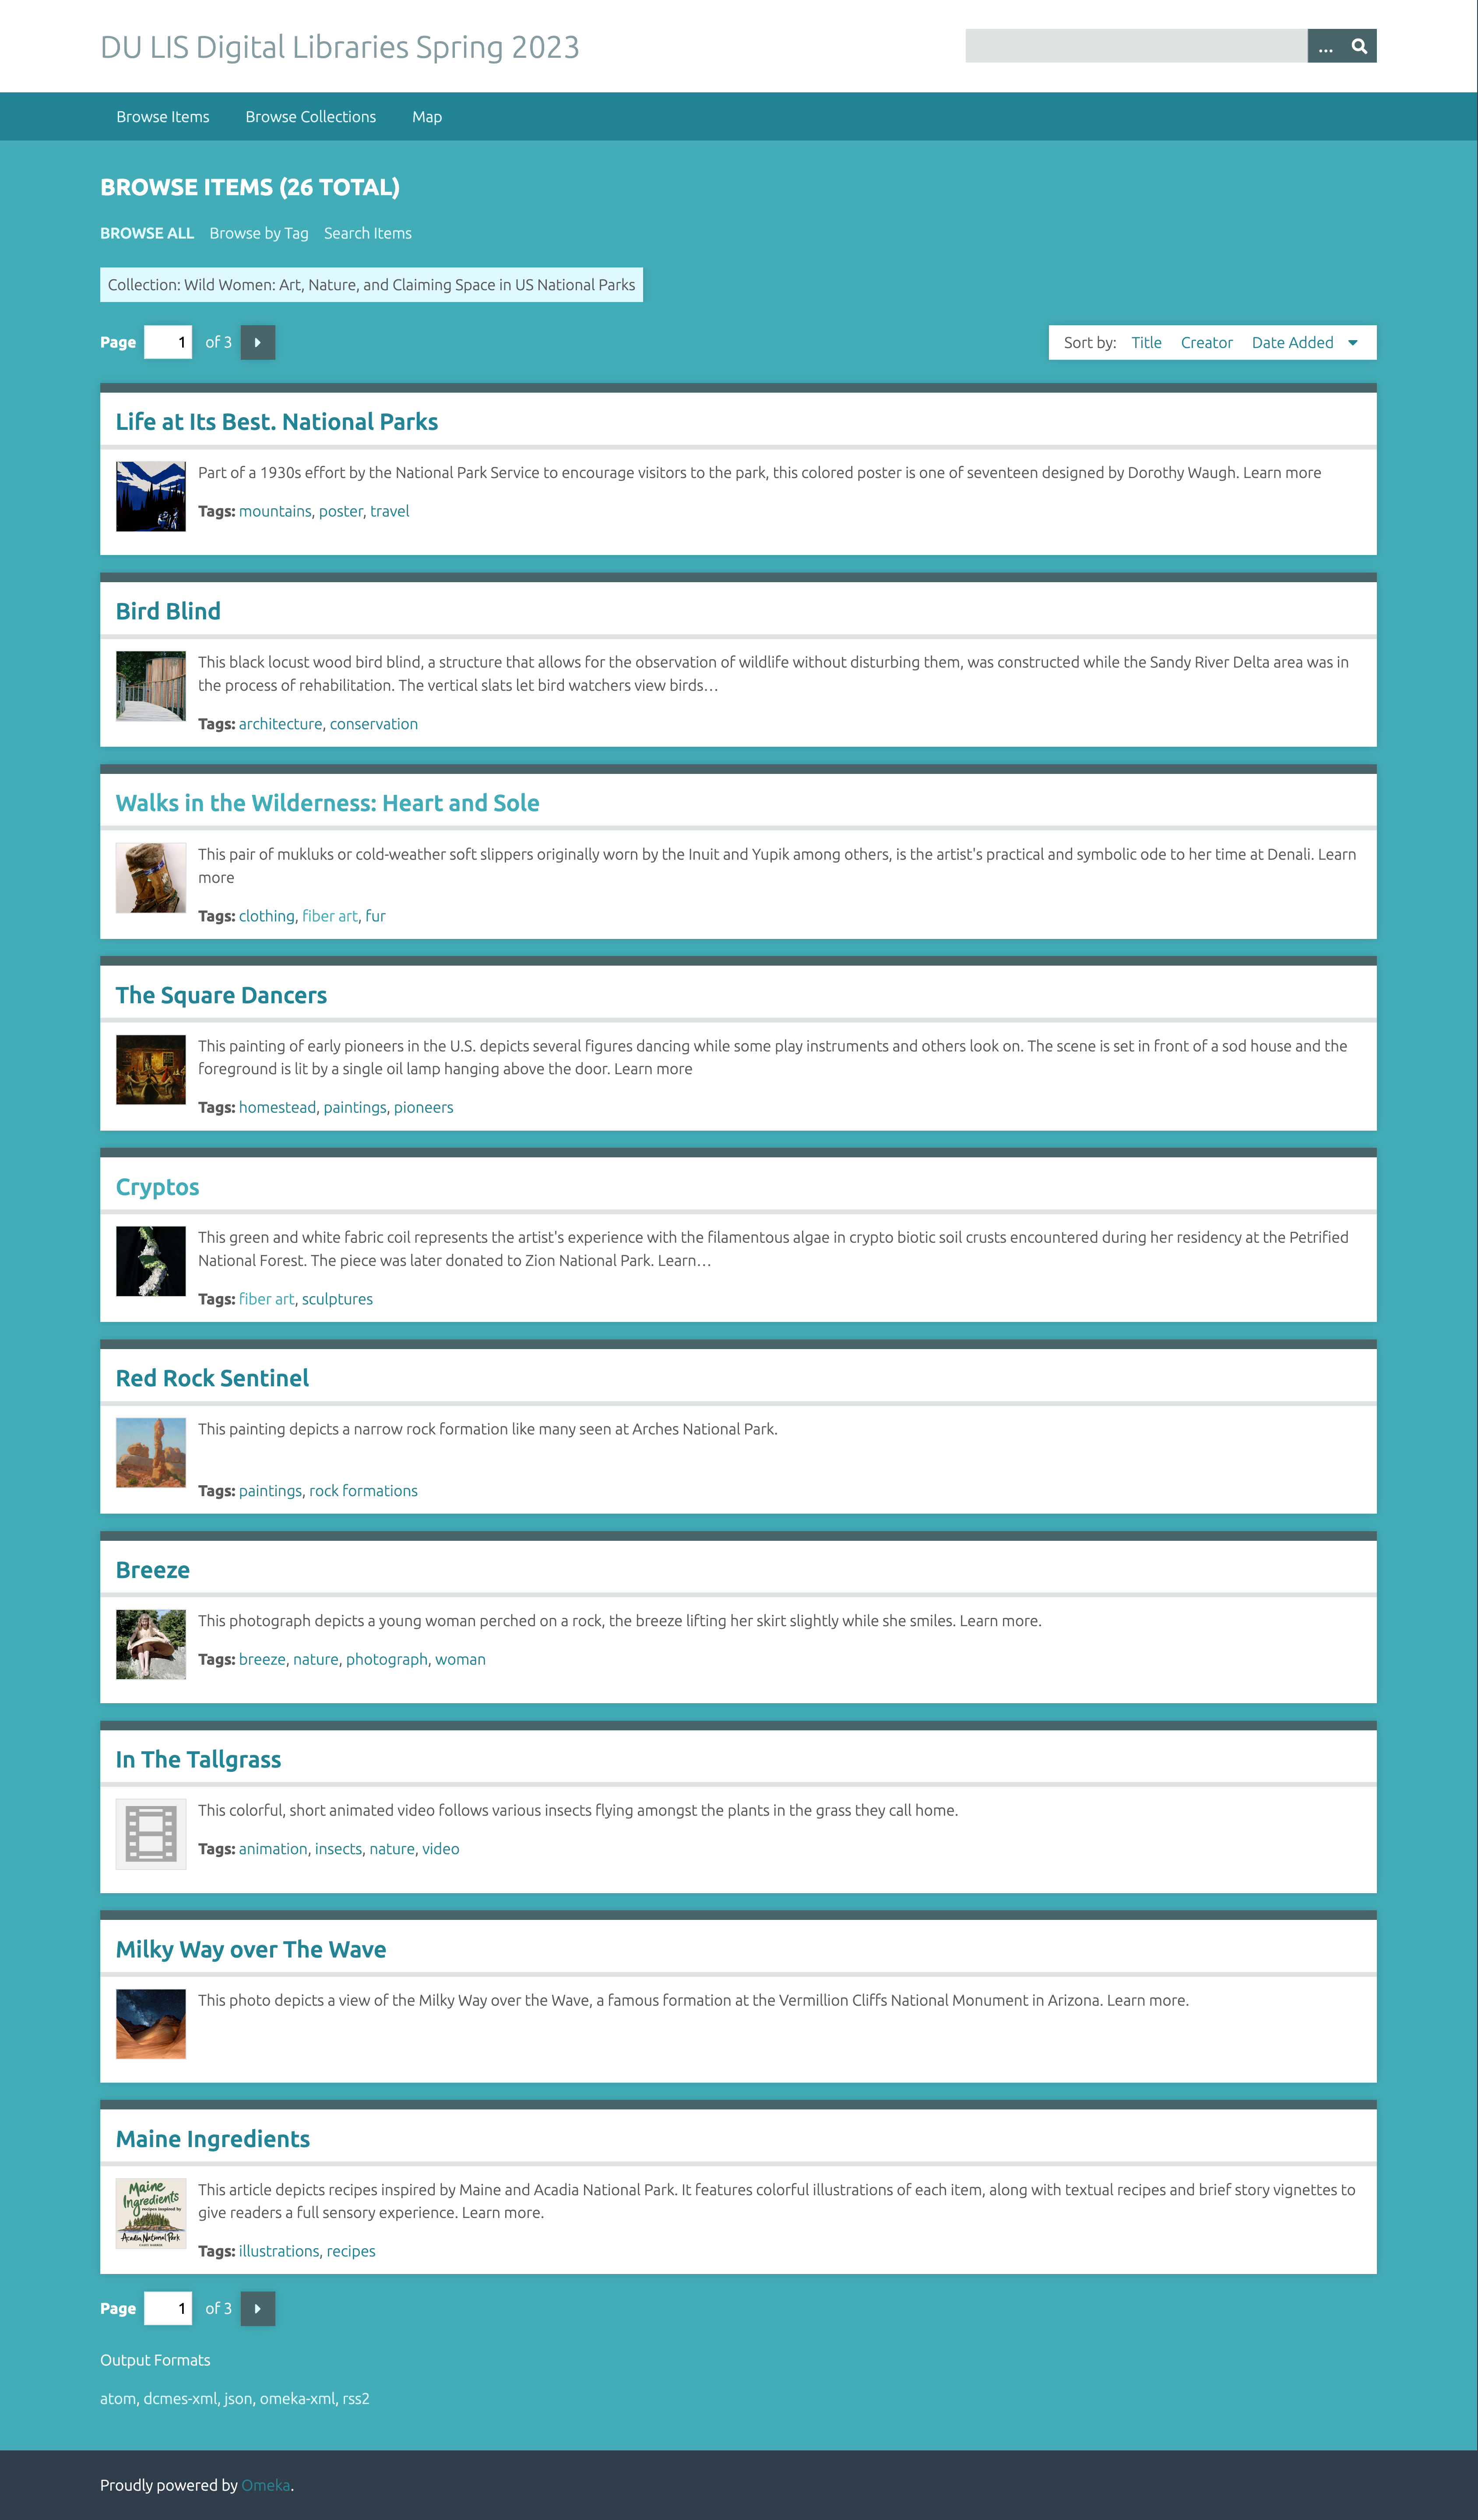 DU LIS Digital Libraries Spring 2023
...
Browse Items Browse Collections Map
BROWSE ITEMS (26 TOTAL)
BROWSE ALL Browse by Tag Search Items
Collection: Wild Women: Art, Nature, and Claiming Space in US National Parks
Page 1 of 3
Sort by: Title Creator Date Added
Life at Its Best. National Parks
Part of a 1930s effort by the National Park Service to encourage visitors to the park, this colored poster is one of seventeen designed by Dorothy Waugh. Learn more
Tags: mountains, poster, travel
Bird Blind
This black locust wood bird blind, a structure that allows for the observation of wildlife without disturbing them, was constructed while the Sandy River Delta area was in
the process of rehabilitation. The vertical slats let bird watchers view birds…
Tags: architecture, conservation
Walks in the Wilderness: Heart and Sole
This pair of mukluks or cold-weather soft slippers originally worn by the Inuit and Yupik among others, is the artist's practical and symbolic ode to her time at Denali. Learn
more
Tags: clothing, fiber art, fur
The Square Dancers
This painting of early pioneers in the U.S. depicts several figures dancing while some play instruments and others look on. The scene is set in front of a sod house and the
foreground is lit by a single oil lamp hanging above the door. Learn more
Tags: homestead, paintings, pioneers
Cryptos
This green and white fabric coil represents the artist's experience with the filamentous algae in crypto biotic soil crusts encountered during her residency at the Petrified
National Forest. The piece was later donated to Zion National Park. Learn…
Tags: fiber art, sculptures
Red Rock Sentinel
This painting depicts a narrow rock formation like many seen at Arches National Park.
Tags: paintings, rock formations
Breeze
This photograph depicts a young woman perched on a rock, the breeze lifting her skirt slightly while she smiles. Learn more.
Tags: breeze, nature, photograph, woman
In The Tallgrass
This colorful, short animated video follows various insects flying amongst the plants in the grass they call home.
Tags: animation, insects, nature, video
Milky Way over The Wave
This photo depicts a view of the Milky Way over the Wave, a famous formation at the Vermillion Cliffs National Monument in Arizona. Learn more.
Maine Ingredients
Maine
Ingredients
recipes inspired by
Acadia National Park
This article depicts recipes inspired by Maine and Acadia National Park. It features colorful illustrations of each item, along with textual recipes and brief story vignettes to
give readers a full sensory experience. Learn more.
Tags: illustrations, recipes
Page 1 of 3
Output Formats
atom, dcmes-xml, json, omeka-xml, rss2
Proudly powered by Omeka.